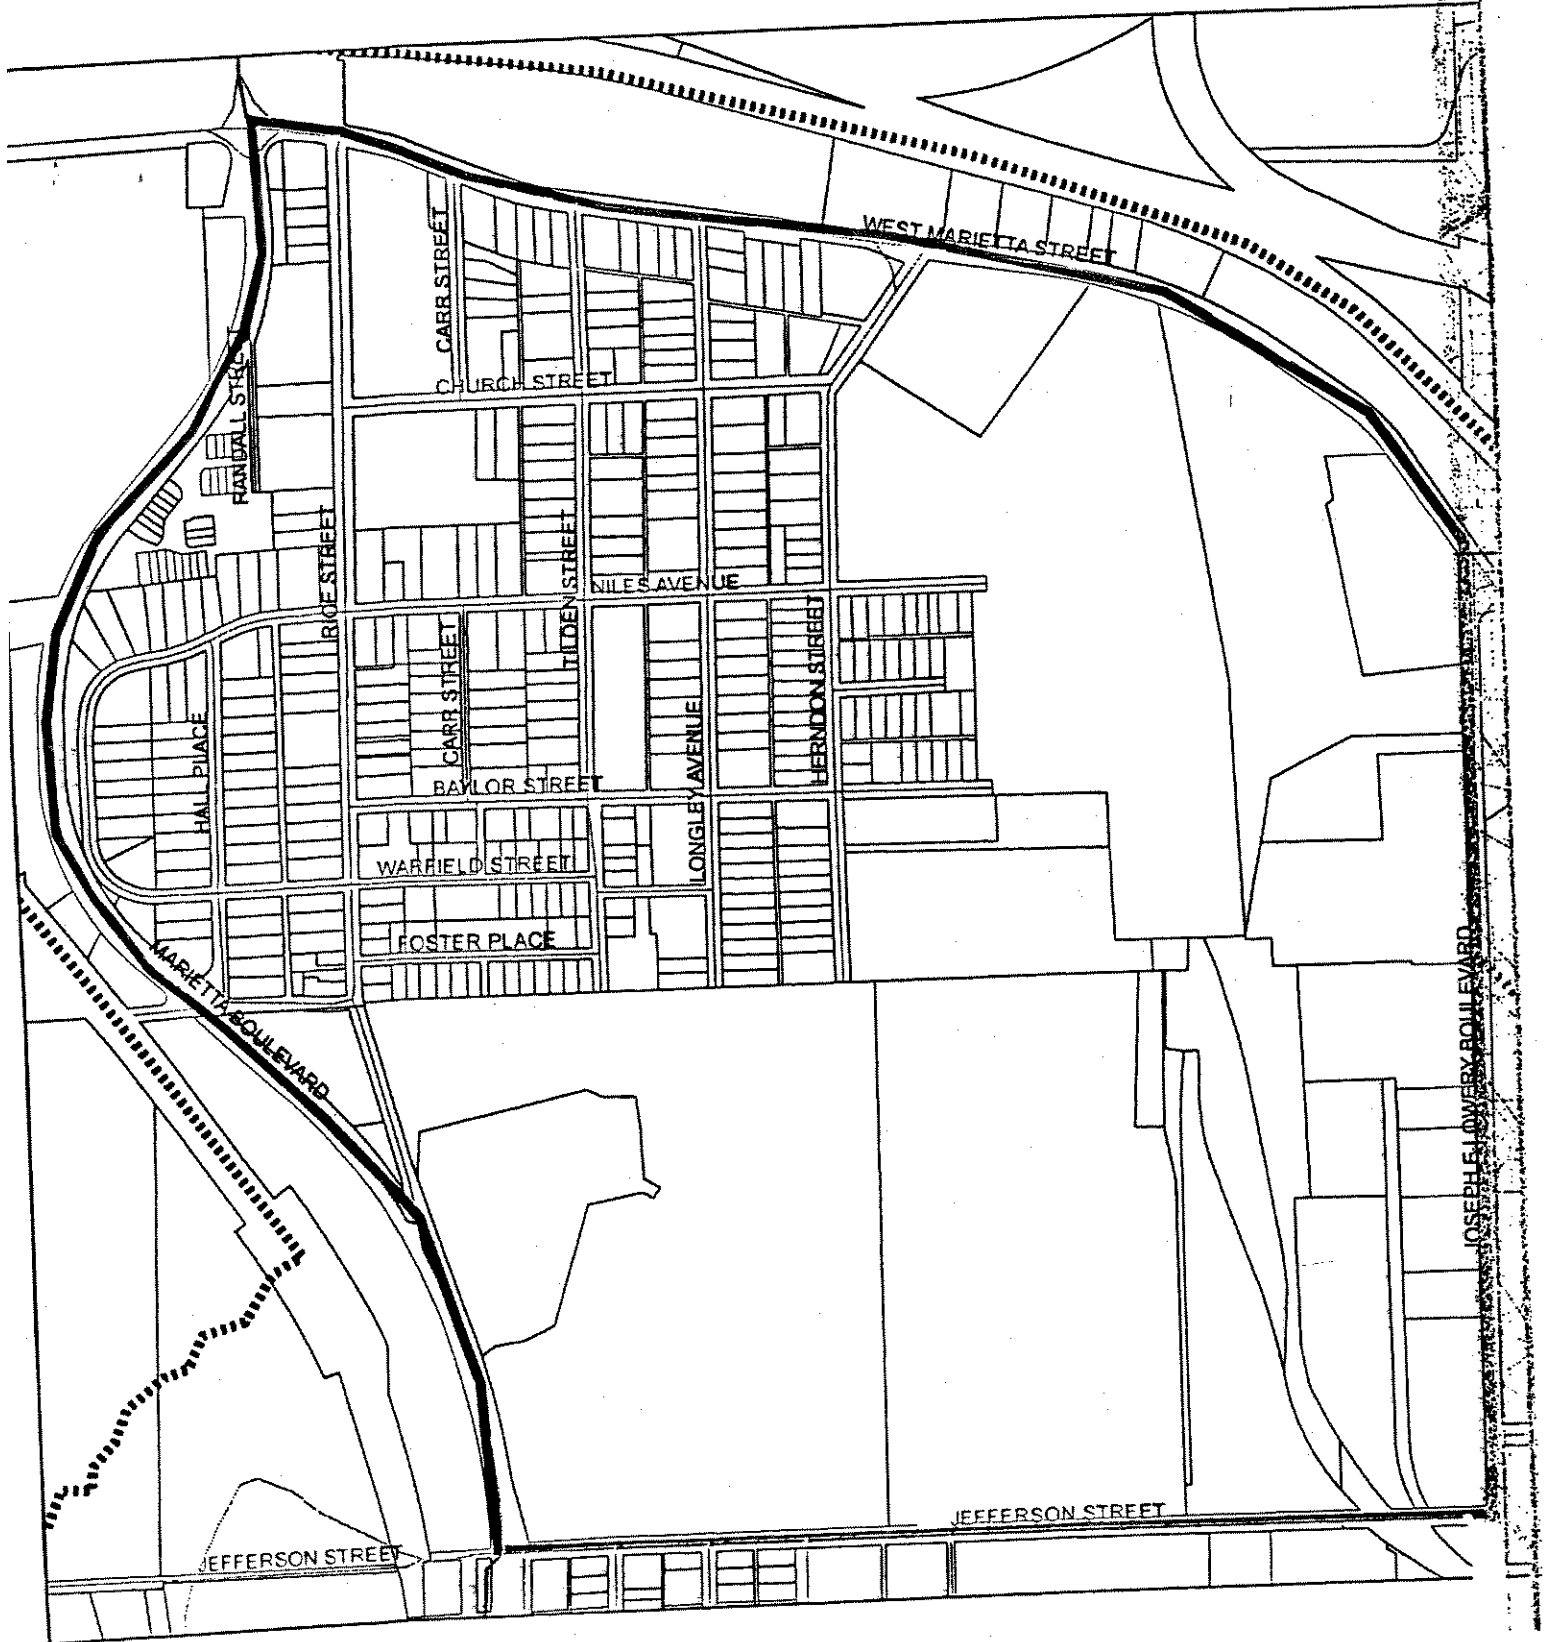 WEST MARIETTA STREET
CARR STREET
RANDALL STREET
CHURCH STREET
RICE STREET
TILDEN STREET
NILES AVENUE
HERNDON STREET
CARR STREET
HALL PLACE
LONGLEY AVENUE
BAYLOR STREET
WARFIELD STREET
FOSTER PLACE
MARIETTA BOULEVARD
JOSEPH E LOWERY BOULEVARD
JEFFERSON STREET
JEFFERSON STREET